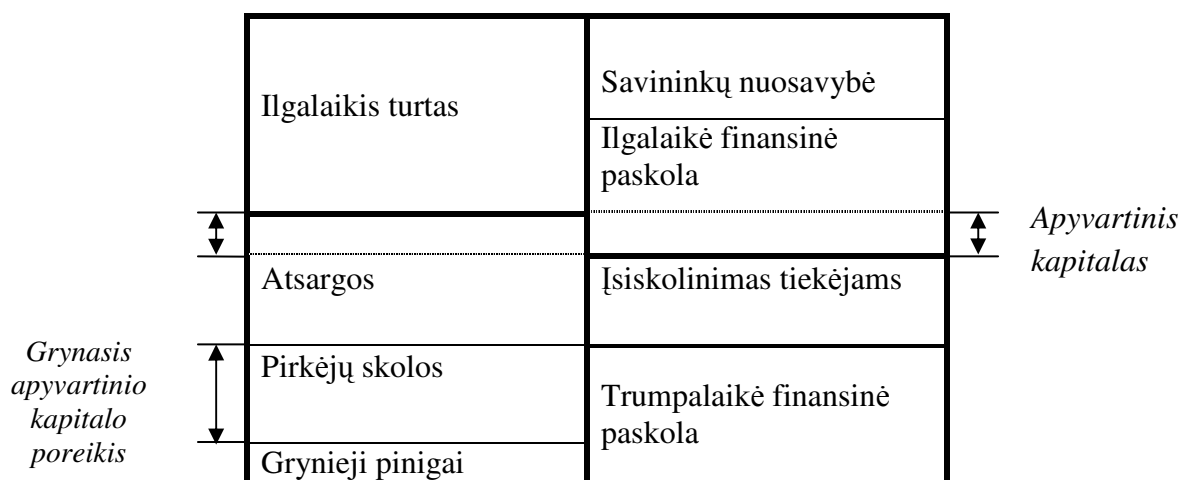 Ilgalaikis turtas
Savininkų nuosavybė
Ilgalaikė finansinė
paskola
Apyvartinis
kapitalas
Atsargos
Įsiskolinimas tiekėjams
Grynasis
apyvartinio
kapitalo
poreikis
Pirkėjų skolos
Trumpalaikė finansinė
paskola
Grynieji pinigai